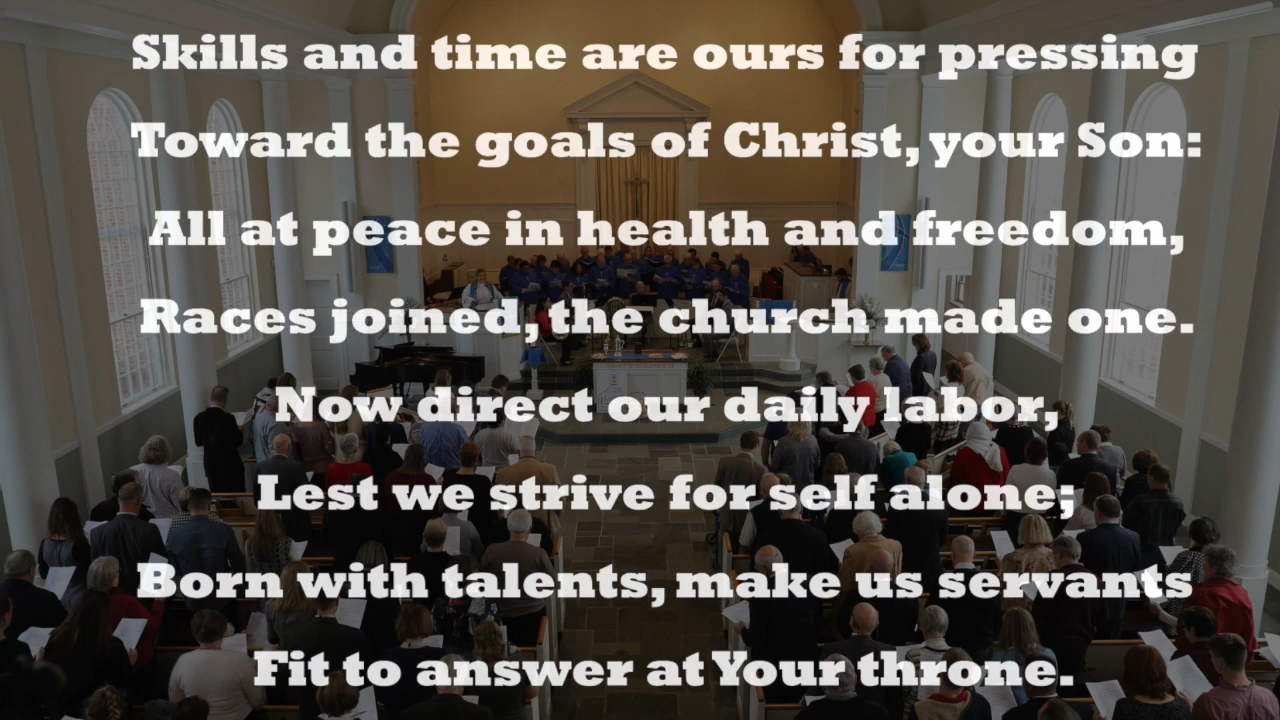 Skills and time are ours for pressing
Toward the goals of Christ, your Son:
All at peace in health and freedom,
Races joined, the church made one.
Now direct our daily labor,
Lest we strive for self alone;
Born with talents, make us servants
Fit to answer at Your throne.